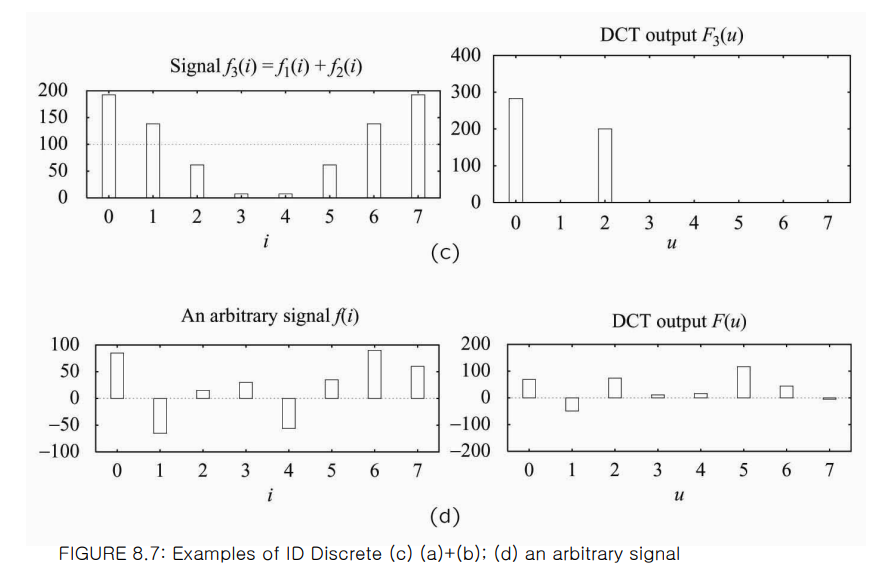 Signal f₃(i) = f₁(i) + f₂(i)
200
150
100
50
0
0 1 2 3 4 5 6 7
i
DCT output F₃(u)
400
300
200
100
0
0 1 2 3 4 5 6 7
u
(c)
An arbitrary signal f(i)
100
50
0
−50
−100
0 1 2 3 4 5 6 7
i
DCT output F(u)
200
100
0
−100
−200
0 1 2 3 4 5 6 7
u
(d)
FIGURE 8.7: Examples of ID Discrete (c) (a)+(b); (d) an arbitrary signal